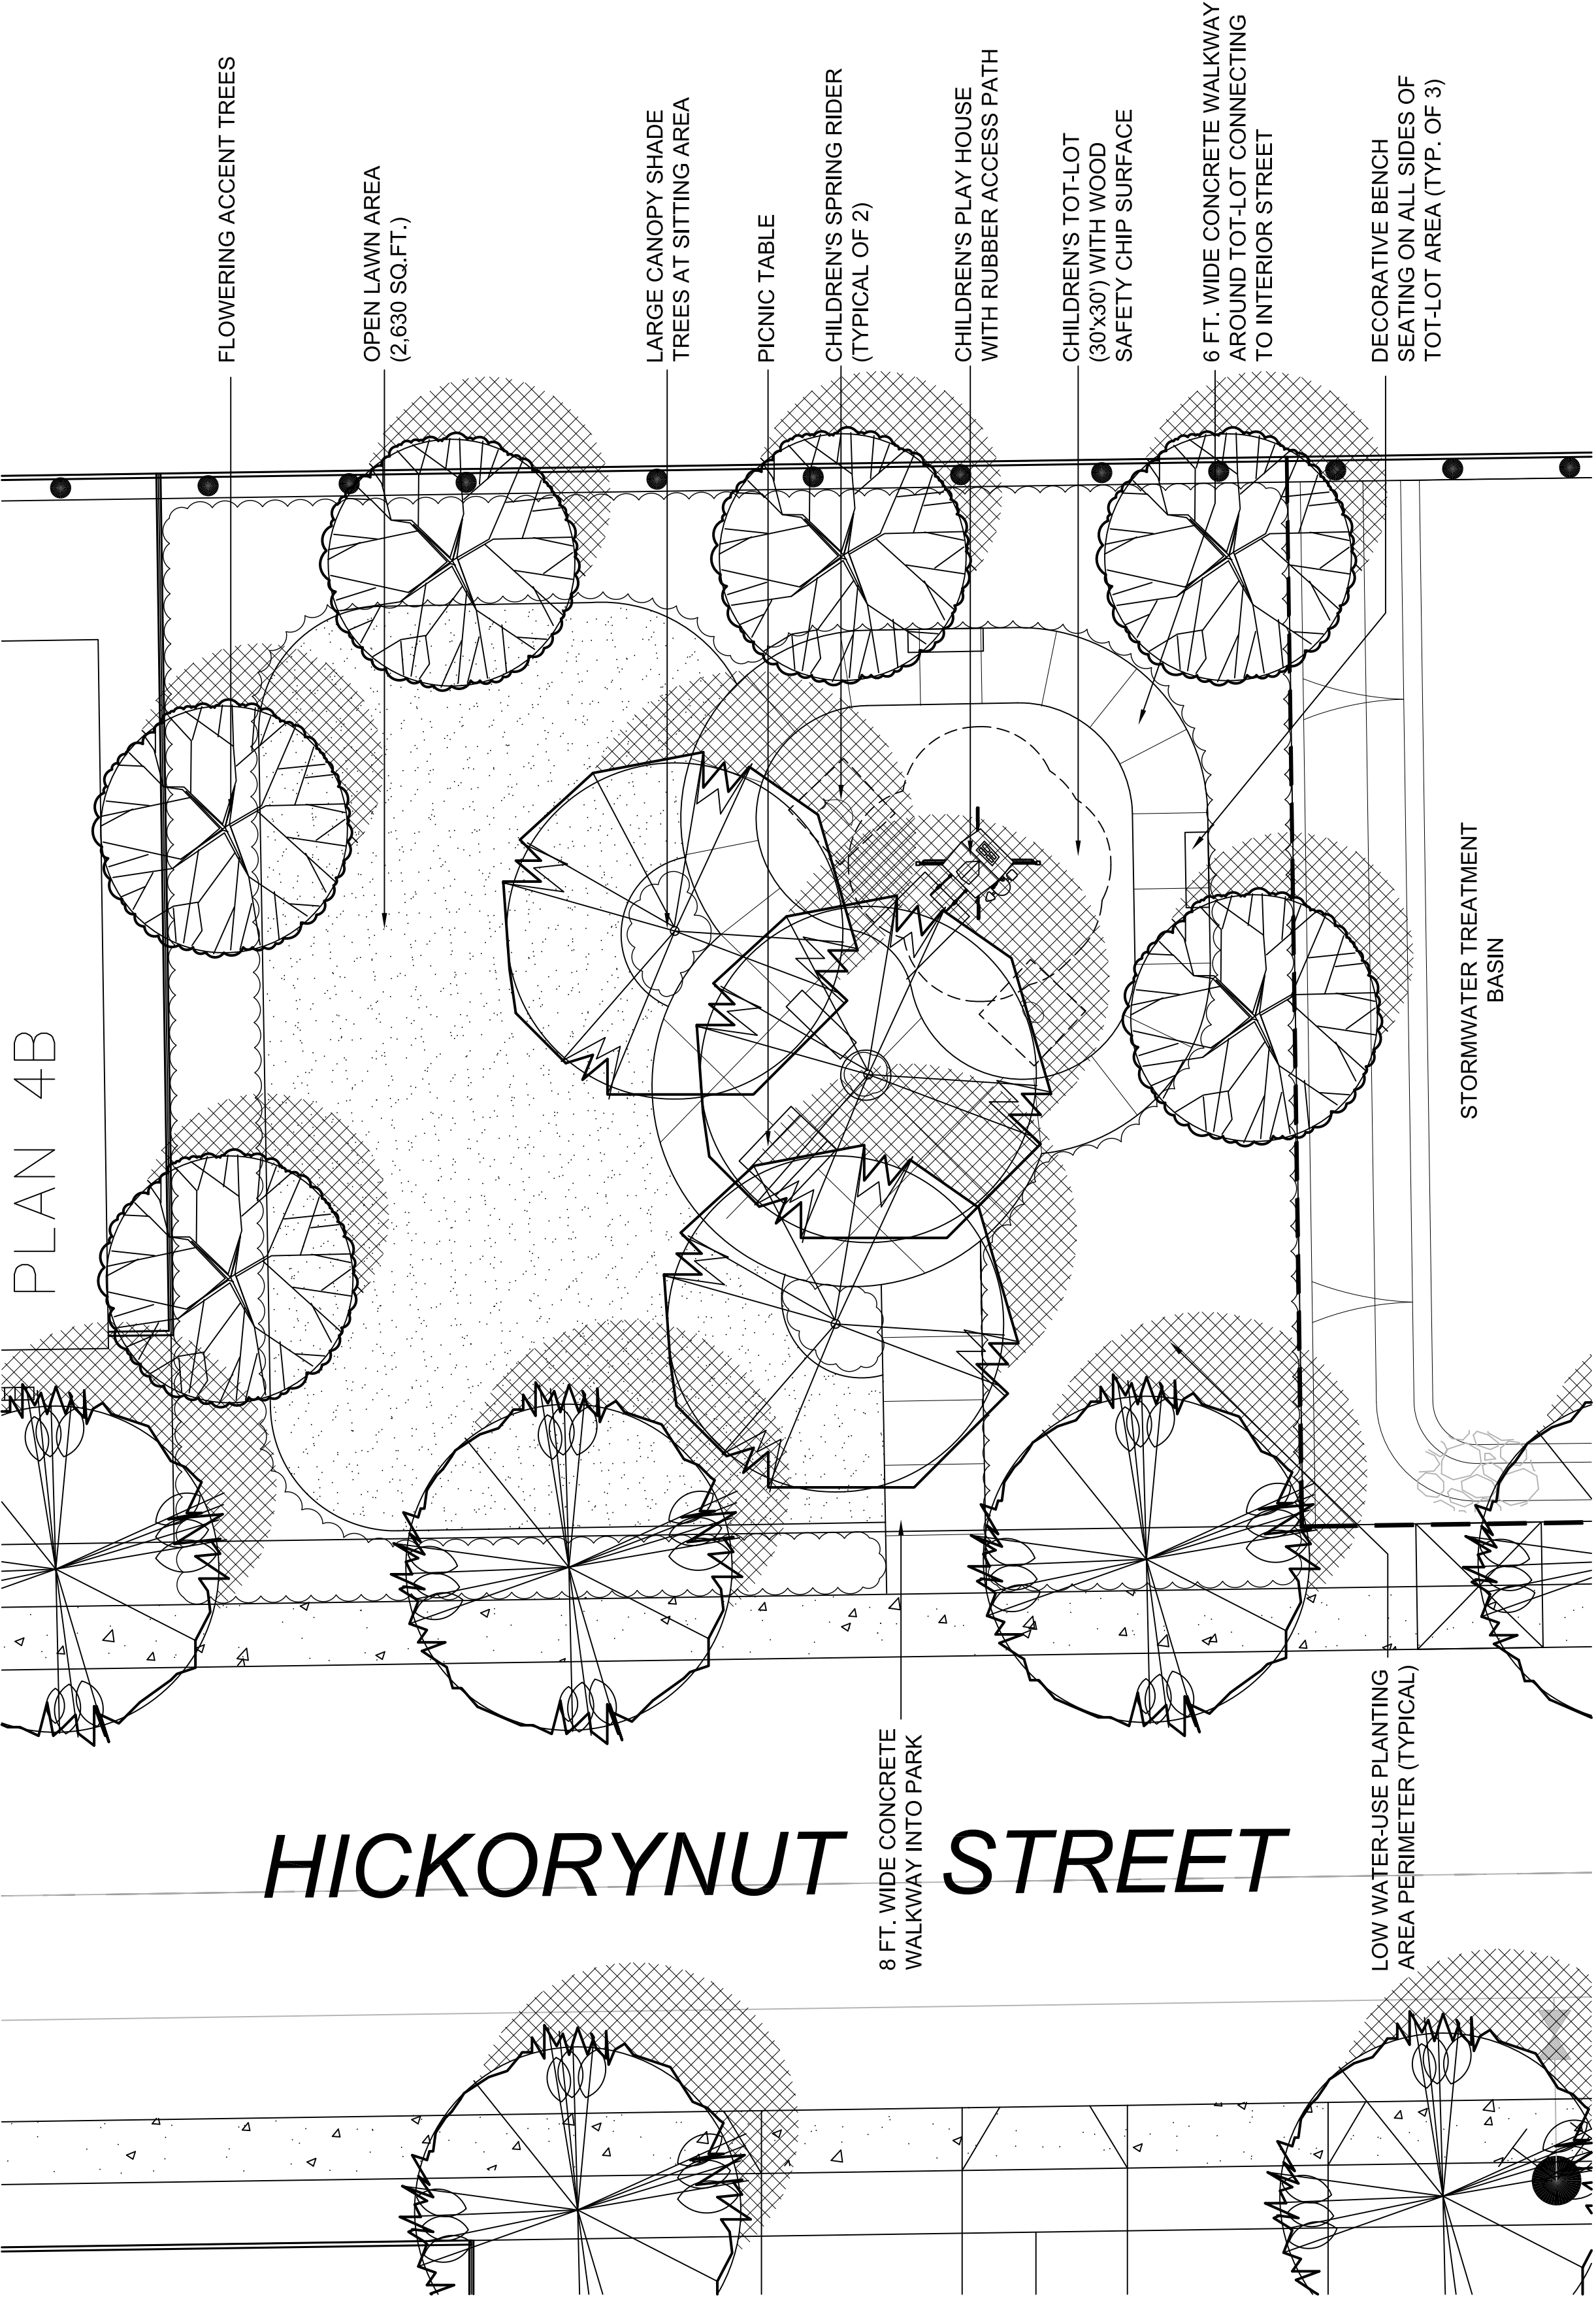 FLOWERING ACCENT TREES
OPEN LAWN AREA
(2,630 SQ.FT.)
LARGE CANOPY SHADE
TREES AT SITTING AREA
PICNIC TABLE
CHILDREN'S SPRING RIDER
(TYPICAL OF 2)
CHILDREN'S PLAY HOUSE
WITH RUBBER ACCESS PATH
CHILDREN'S TOT-LOT
(30'x30') WITH WOOD
SAFETY CHIP SURFACE
6 FT. WIDE CONCRETE WALKWAY
AROUND TOT-LOT CONNECTING
TO INTERIOR STREET
DECORATIVE BENCH
SEATING ON ALL SIDES OF
TOT-LOT AREA (TYP. OF 3)
PLAN 4B
STORMWATER TREATMENT
BASIN
8 FT. WIDE CONCRETE
WALKWAY INTO PARK
LOW WATER-USE PLANTING
AREA PERIMETER (TYPICAL)
HICKORYNUT STREET